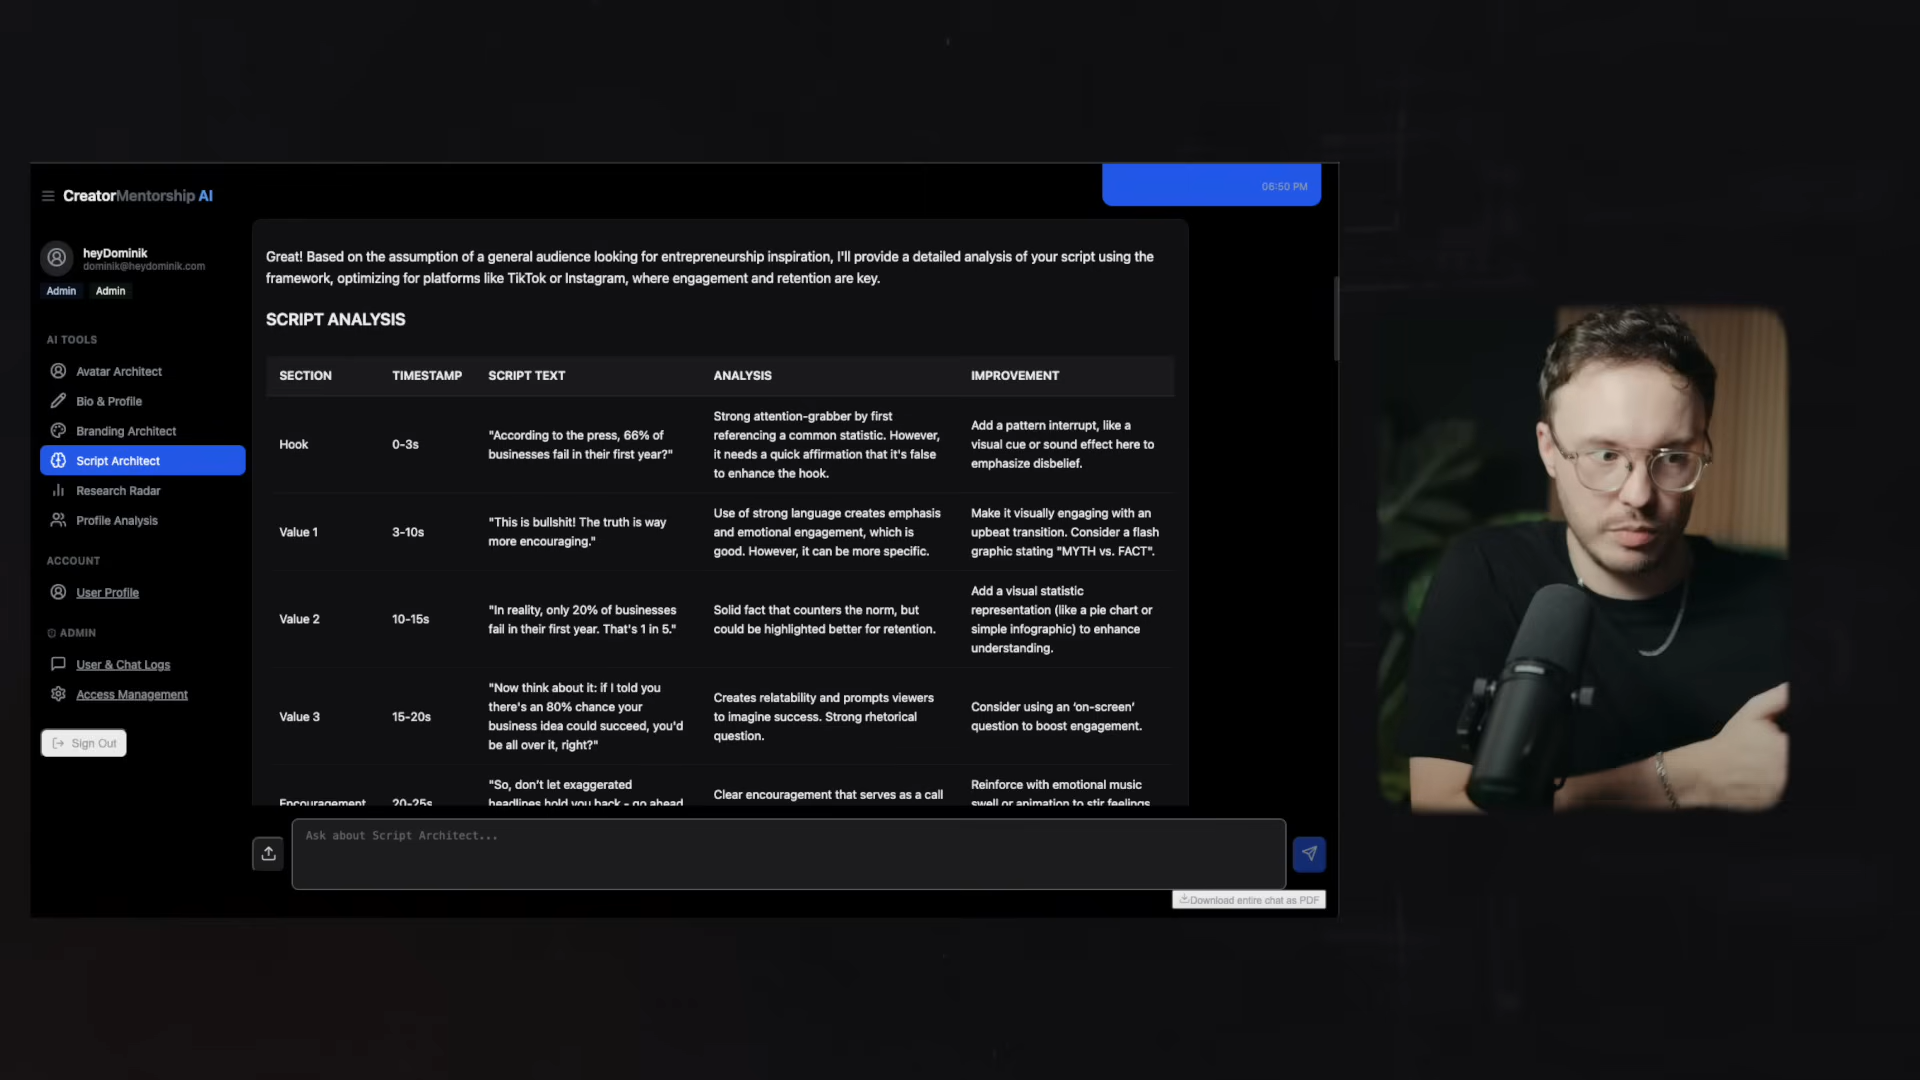 CreatorMentorship AI
06:50 PM
heyDominik
dominik@heydominik.com
Admin Admin
AI TOOLS
Avatar Architect
Bio & Profile
Branding Architect
Script Architect
Research Radar
Profile Analysis
ACCOUNT
User Profile
ADMIN
User & Chat Logs
Access Management
Sign Out
Great! Based on the assumption of a general audience looking for entrepreneurship inspiration, I'll provide a detailed analysis of your script using the
framework, optimizing for platforms like TikTok or Instagram, where engagement and retention are key.
SCRIPT ANALYSIS
SECTION TIMESTAMP SCRIPT TEXT ANALYSIS IMPROVEMENT
Hook
0-3s
"According to the press, 66% of
businesses fail in their first year?"
Strong attention-grabber by first
referencing a common statistic. However,
it needs a quick affirmation that it's false
to enhance the hook.
Add a pattern interrupt, like a
visual cue or sound effect here to
emphasize disbelief.
Value 1
3-10s
"This is bullshit! The truth is way
more encouraging."
Use of strong language creates emphasis
and emotional engagement, which is
good. However, it can be more specific.
Make it visually engaging with an
upbeat transition. Consider a flash
graphic stating "MYTH vs. FACT".
Value 2
10-15s
"In reality, only 20% of businesses
fail in their first year. That's 1 in 5."
Solid fact that counters the norm, but
could be highlighted better for retention.
Add a visual statistic
representation (like a pie chart or
simple infographic) to enhance
understanding.
Value 3
15-20s
"Now think about it: if I told you
there's an 80% chance your
business idea could succeed, you'd
be all over it, right?"
Creates relatability and prompts viewers
to imagine success. Strong rhetorical
question.
Consider using an ‘on-screen’
question to boost engagement.
Encouragement
20-25s
"So, don’t let exaggerated
headlines hold you back - go ahead
Clear encouragement that serves as a call
Reinforce with emotional music
swell or animation to stir feelings
Ask about Script Architect...
Download entire chat as PDF